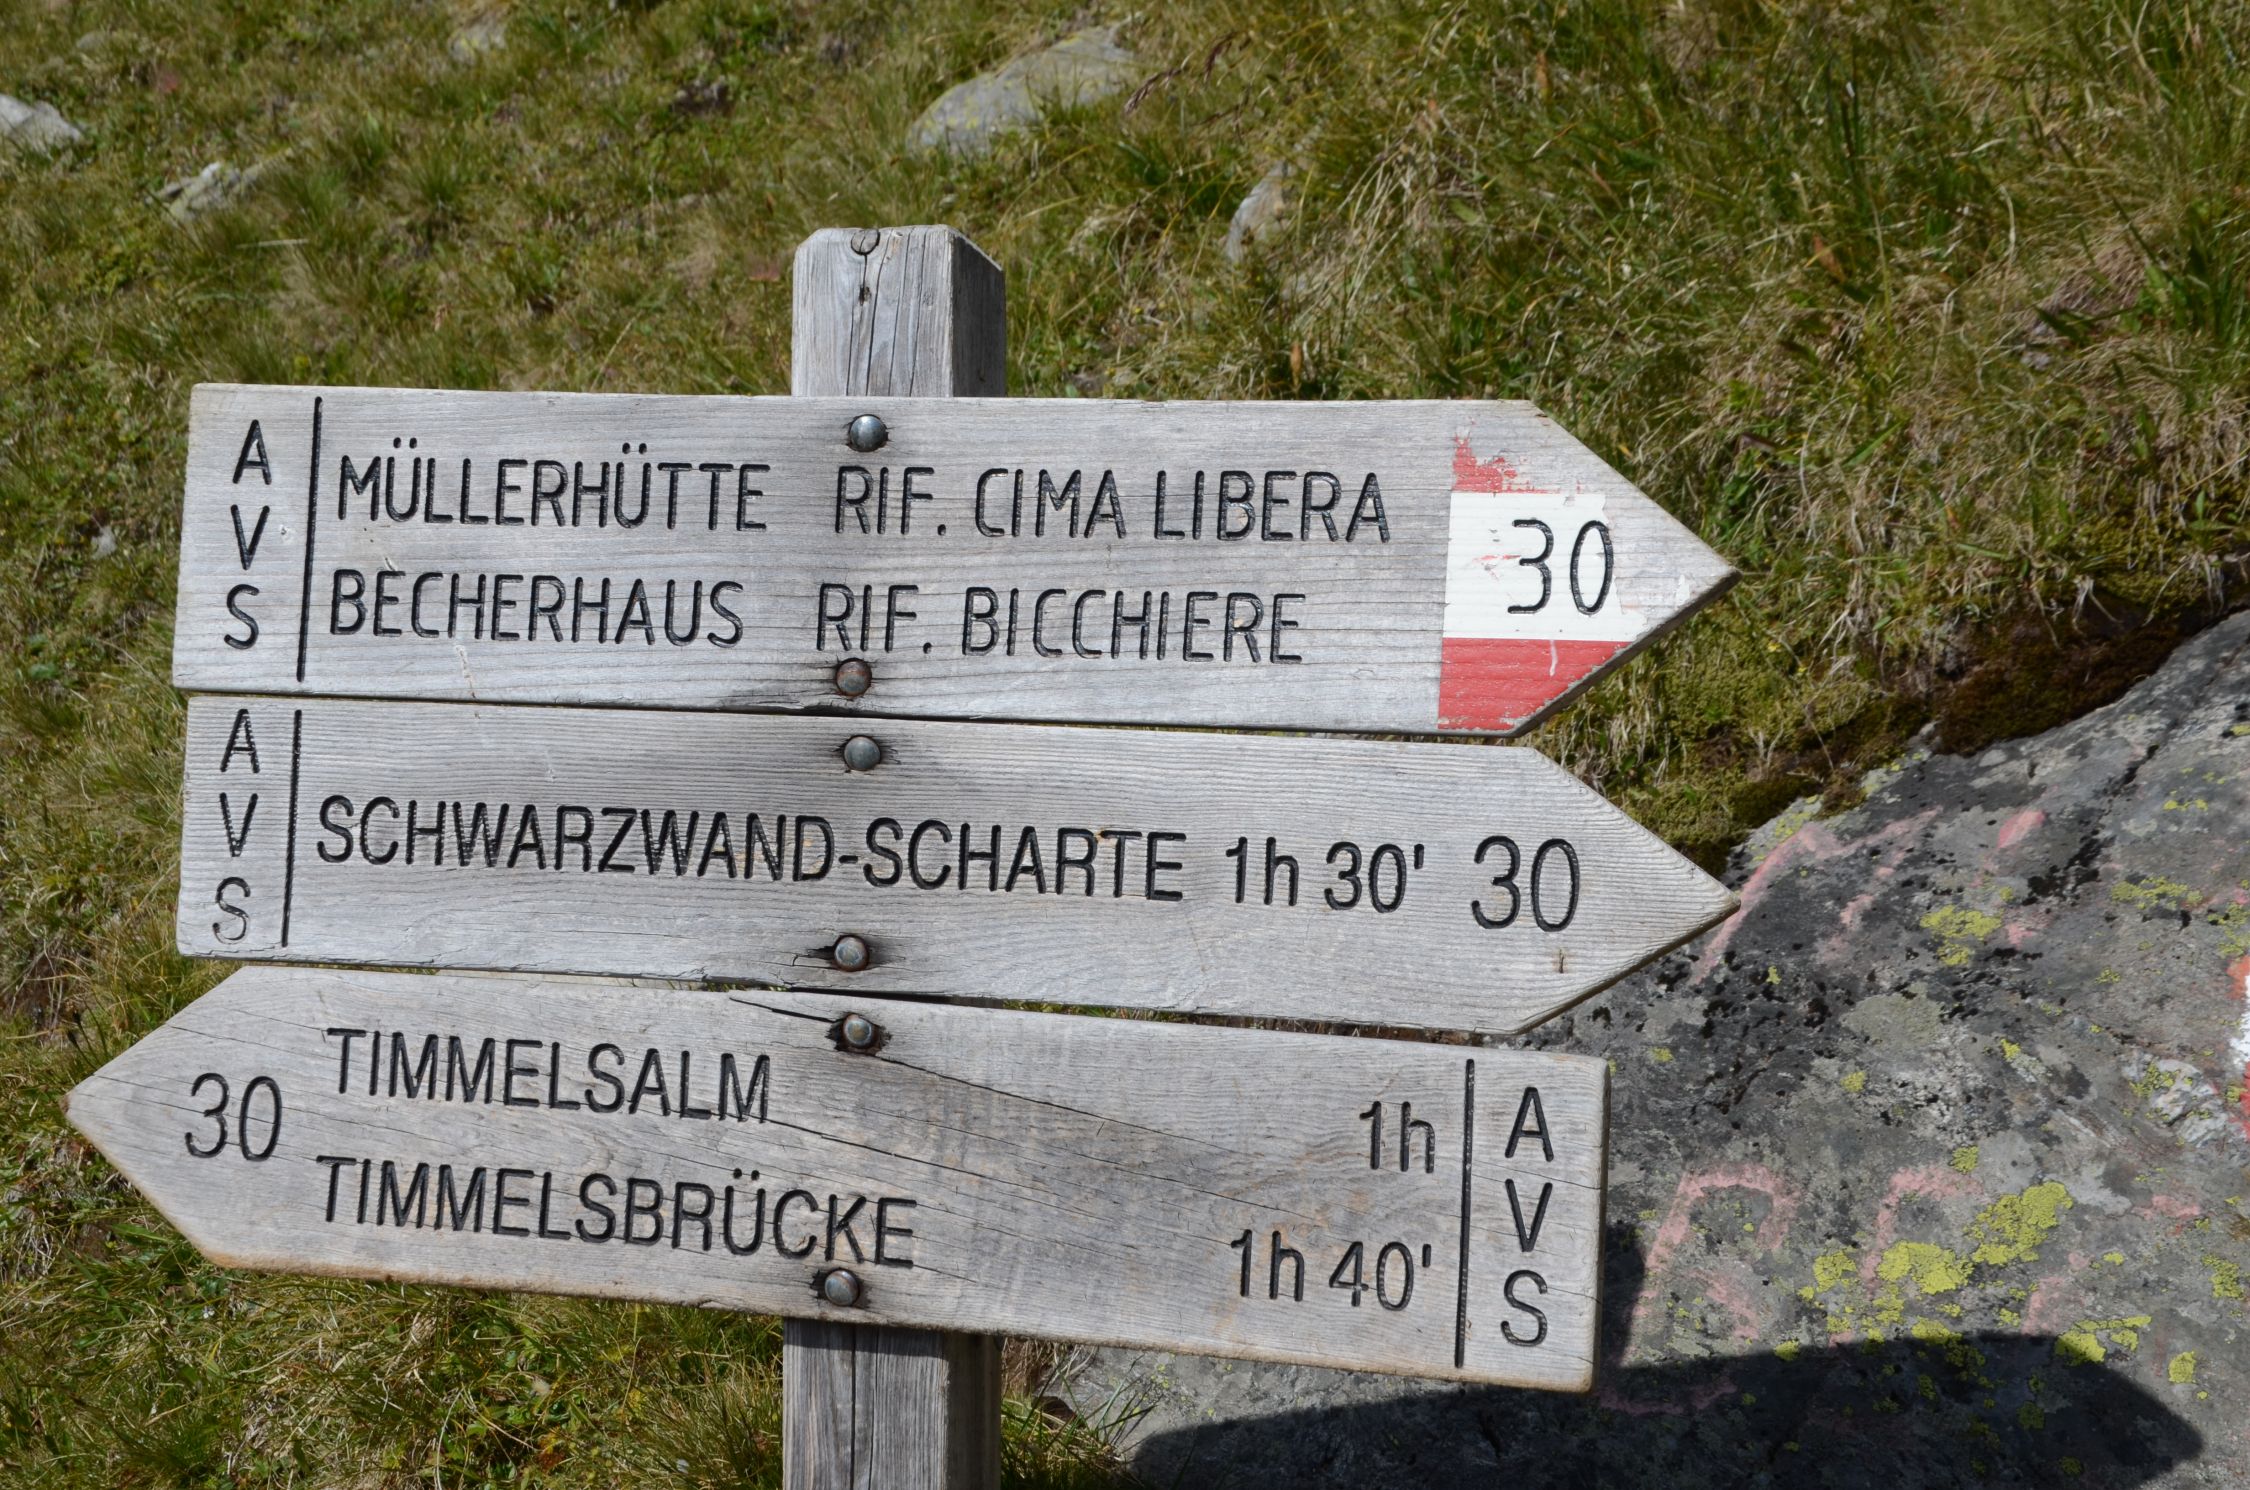 AVS
MÜLLERHÜTTE RIF. CIMA LIBERA
BECHERHAUS RIF. BICCHIERE
30
AVS
SCHWARZWAND-SCHARTE 1h 30' 30
30
TIMMELSALM 1h
TIMMELSBRÜCKE 1h 40'
AVS